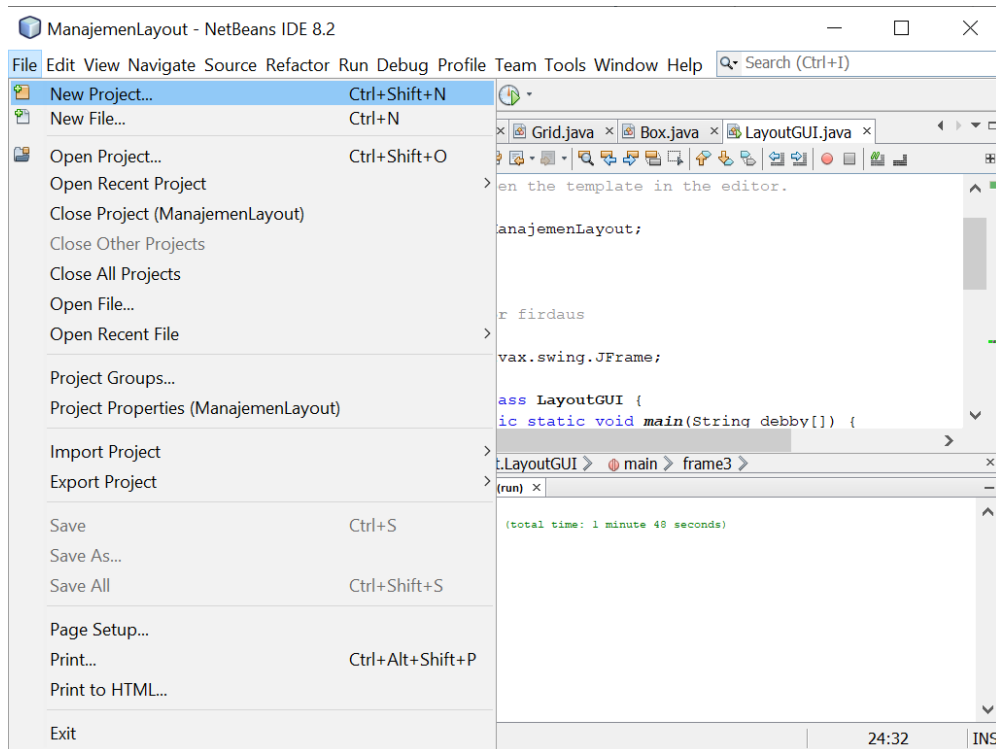 ManajemenLayout - NetBeans IDE 8.2
File Edit View Navigate Source Refactor Run Debug Profile Team Tools Window Help Search (Ctrl+I)
New Project... Ctrl+Shift+N
New File... Ctrl+N
Open Project... Ctrl+Shift+O
Open Recent Project
Close Project (ManajemenLayout)
Close Other Projects
Close All Projects
Open File...
Open Recent File
Project Groups...
Project Properties (ManajemenLayout)
Import Project
Export Project
Save Ctrl+S
Save As...
Save All Ctrl+Shift+S
Page Setup...
Print... Ctrl+Alt+Shift+P
Print to HTML...
Exit
Grid.java Box.java LayoutGUI.java
en the template in the editor.
anajemenLayout;
r firdaus
vax.swing.JFrame;
ass LayoutGUI {
ic static void main(String debby[]) {
t.LayoutGUI main frame3
(run)
(total time: 1 minute 48 seconds)
24:32 INS